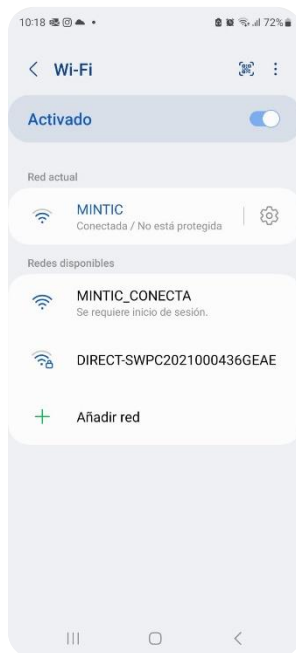 10:18
72%
Wi-Fi
Activado
Red actual
MINTIC
Conectada / No está protegida
Redes disponibles
MINTIC_CONECTA
Se requiere inicio de sesión.
DIRECT-SWPC2021000436GEAE
Añadir red